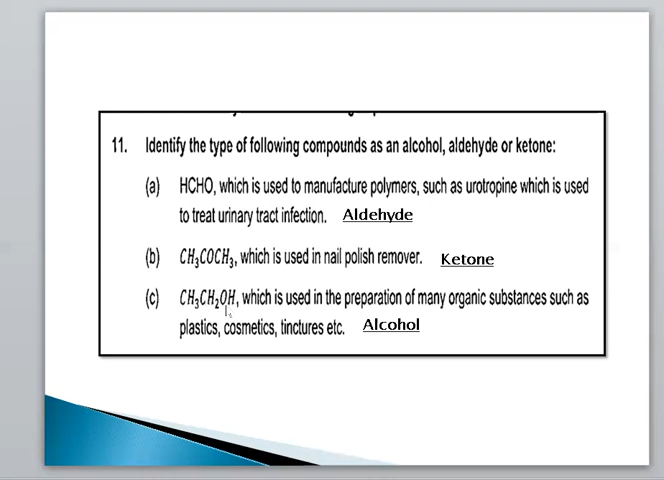 11. Identify the type of following compounds as an alcohol, aldehyde or ketone:
(a) HCHO, which is used to manufacture polymers, such as urotropine which is used
to treat urinary tract infection. Aldehyde
(b) CH₃COCH₃, which is used in nail polish remover. Ketone
(c) CH₃CH₂OH, which is used in the preparation of many organic substances such as
plastics, cosmetics, tinctures etc. Alcohol